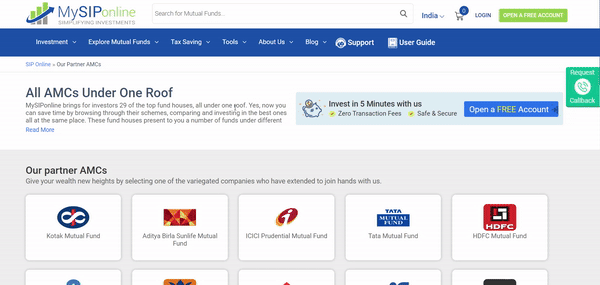 MySIPonline
SIMPLIFYING INVESTMENTS
Search for Mutual Funds...
India
0
LOGIN
OPEN A FREE ACCOUNT
Investment
Explore Mutual Funds
Tax Saving
Tools
About Us
Blog
Support
User Guide
SIP Online » Our Partner AMCs
Request
Callback
All AMCs Under One Roof
MySIPonline brings for investors 29 of the top fund houses, all under one roof. Yes, now you
can save time by browsing through their schemes, comparing and investing in the best ones
all at the same place. These fund houses present to you a number of funds under different
Read More
Invest in 5 Minutes with us
Zero Transaction Fees
Safe & Secure
Open a FREE Account
Our partner AMCs
Give your wealth new heights by selecting one of the variegated companies who have extended to join hands with us.
Kotak Mutual Fund
Aditya Birla Sunlife Mutual
Fund
ICICI Prudential Mutual Fund
TATA
MUTUAL
FUND
Tata Mutual Fund
HDFC
HDFC Mutual Fund